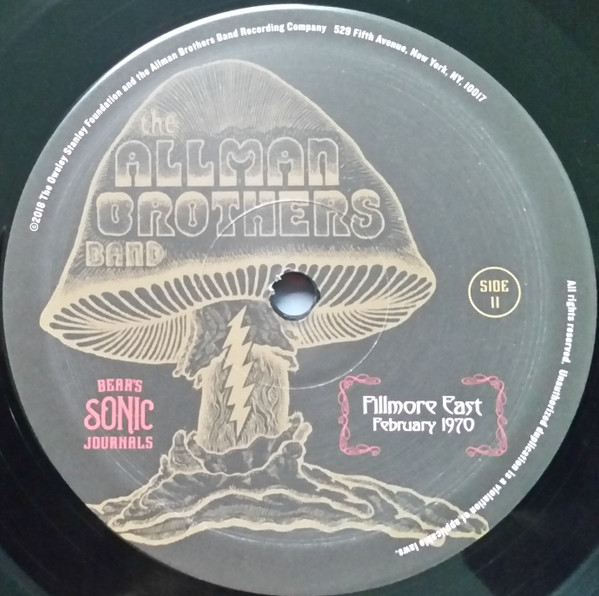 ©2018 The Owsley Stanley Foundation and the Allman Brothers Band Recording Company 529 Fifth Avenue, New York, NY, 10017
the
ALLMAN
BROTHERS
BAND
SIDE
II
BEAR'S
SONIC
JOURNALS
Fillmore East
February 1970
All rights reserved. Unauthorized duplication is a violation of applicable laws.